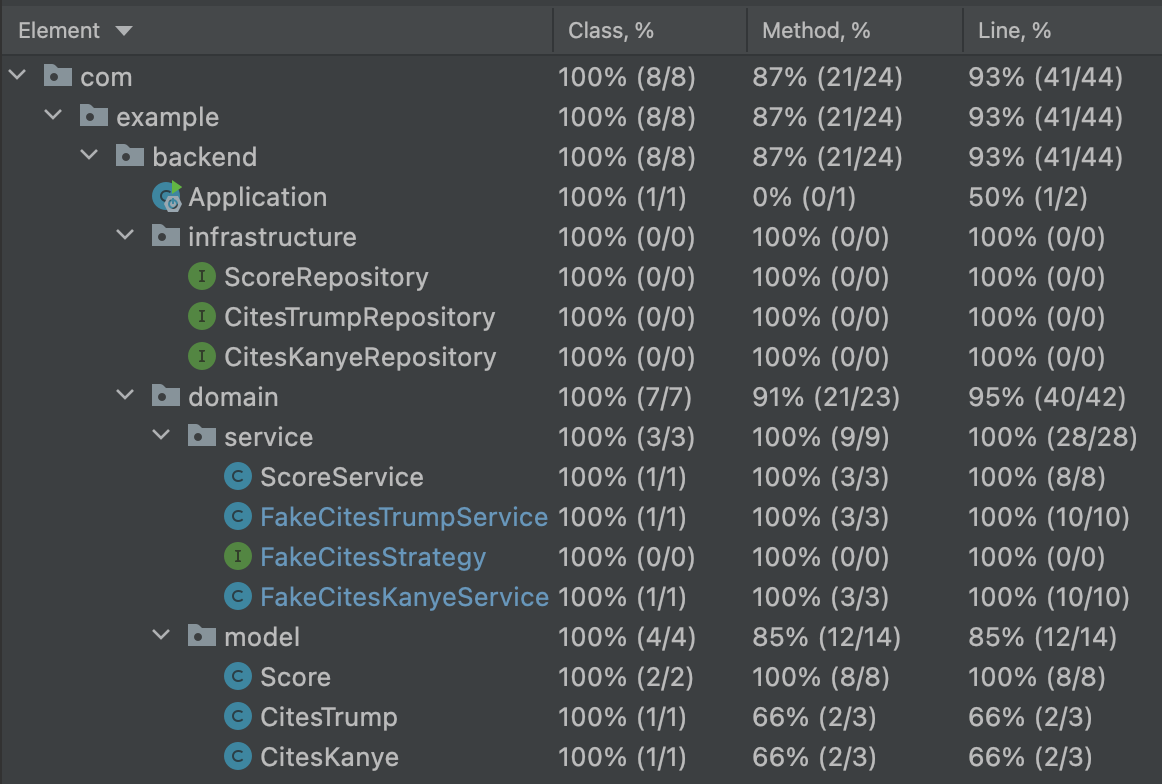 Element Class, % Method, % Line, %
com 100% (8/8) 87% (21/24) 93% (41/44)
example 100% (8/8) 87% (21/24) 93% (41/44)
backend 100% (8/8) 87% (21/24) 93% (41/44)
Application 100% (1/1) 0% (0/1) 50% (1/2)
infrastructure 100% (0/0) 100% (0/0) 100% (0/0)
I ScoreRepository 100% (0/0) 100% (0/0) 100% (0/0)
I CitesTrumpRepository 100% (0/0) 100% (0/0) 100% (0/0)
I CitesKanyeRepository 100% (0/0) 100% (0/0) 100% (0/0)
domain 100% (7/7) 91% (21/23) 95% (40/42)
service 100% (3/3) 100% (9/9) 100% (28/28)
C ScoreService 100% (1/1) 100% (3/3) 100% (8/8)
C FakeCitesTrumpService 100% (1/1) 100% (3/3) 100% (10/10)
I FakeCitesStrategy 100% (0/0) 100% (0/0) 100% (0/0)
C FakeCitesKanyeService 100% (1/1) 100% (3/3) 100% (10/10)
model 100% (4/4) 85% (12/14) 85% (12/14)
C Score 100% (2/2) 100% (8/8) 100% (8/8)
C CitesTrump 100% (1/1) 66% (2/3) 66% (2/3)
C CitesKanye 100% (1/1) 66% (2/3) 66% (2/3)